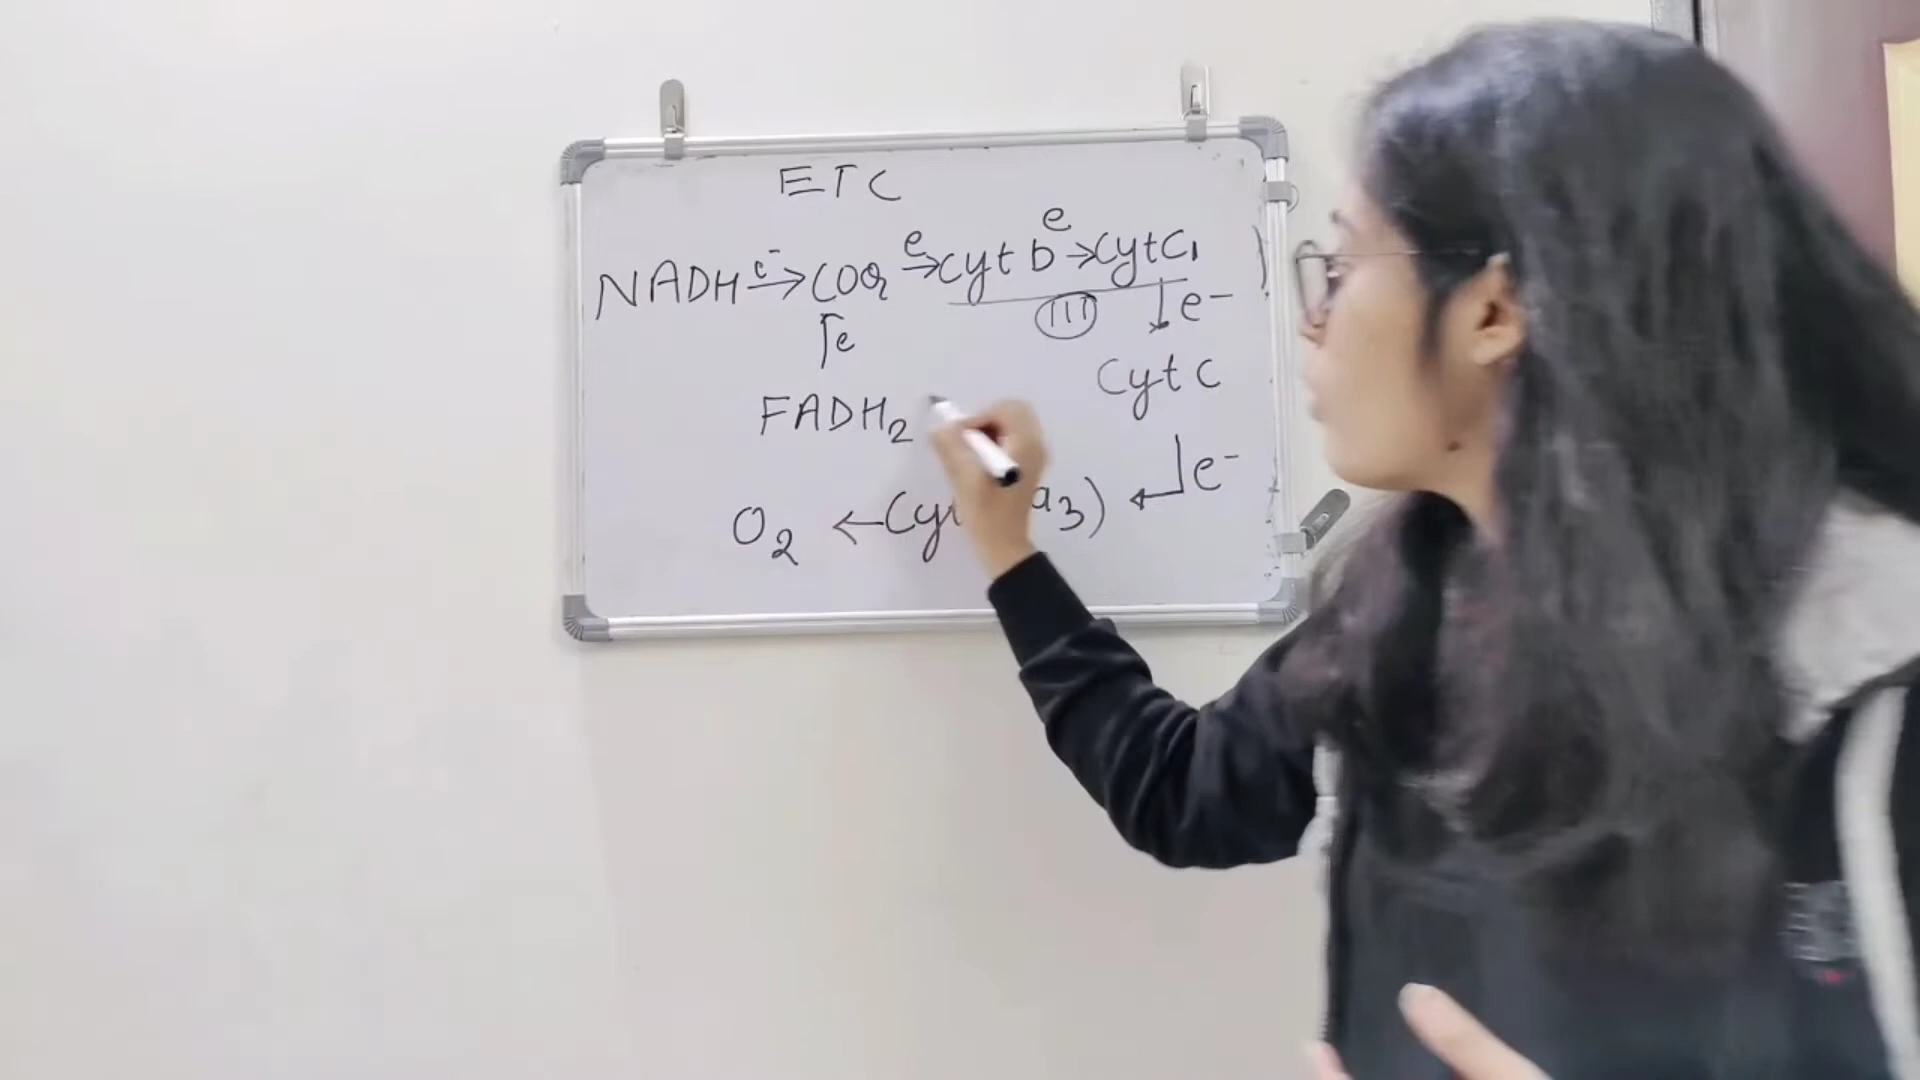 ETC
NADH e⁻→ COQ e→ Cyt b e→ Cyt C₁
↑e III ↓e⁻
FADH₂ Cyt C
↓e⁻
O₂ ← (Cyt a₃)